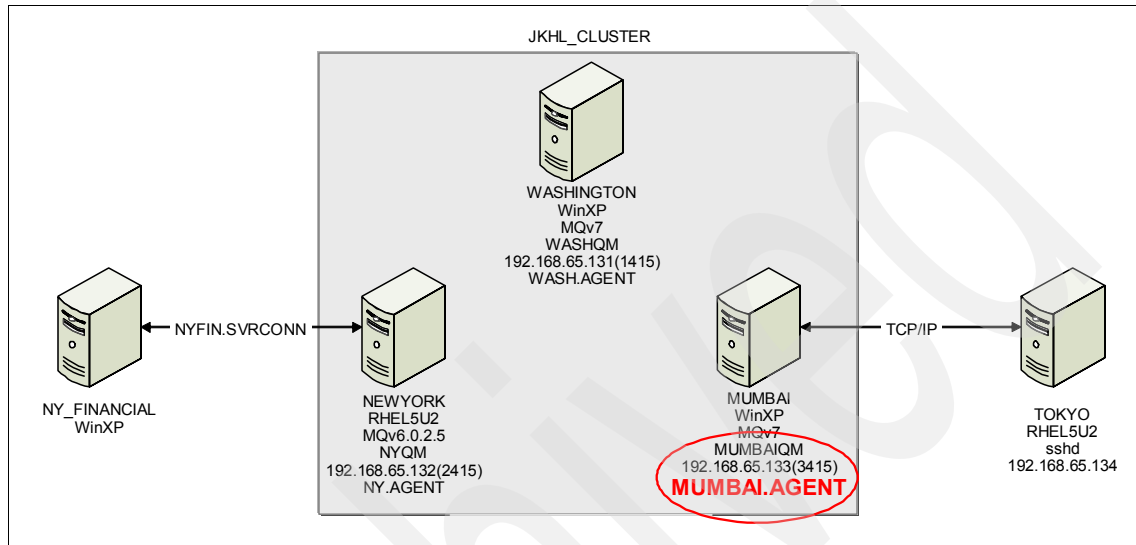 JKHL_CLUSTER
WASHINGTON
WinXP
MQv7
WASHQM
192.168.65.131(1415)
WASH.AGENT
NYFIN.SVRCONN
TCP/IP
NY_FINANCIAL
WinXP
NEWYORK
RHEL5U2
MQv6.0.2.5
NYQM
192.168.65.132(2415)
NY.AGENT
MUMBAI
WinXP
MQv7
MUMBAIQM
192.168.65.133(3415)
MUMBAI.AGENT
TOKYO
RHEL5U2
sshd
192.168.65.134